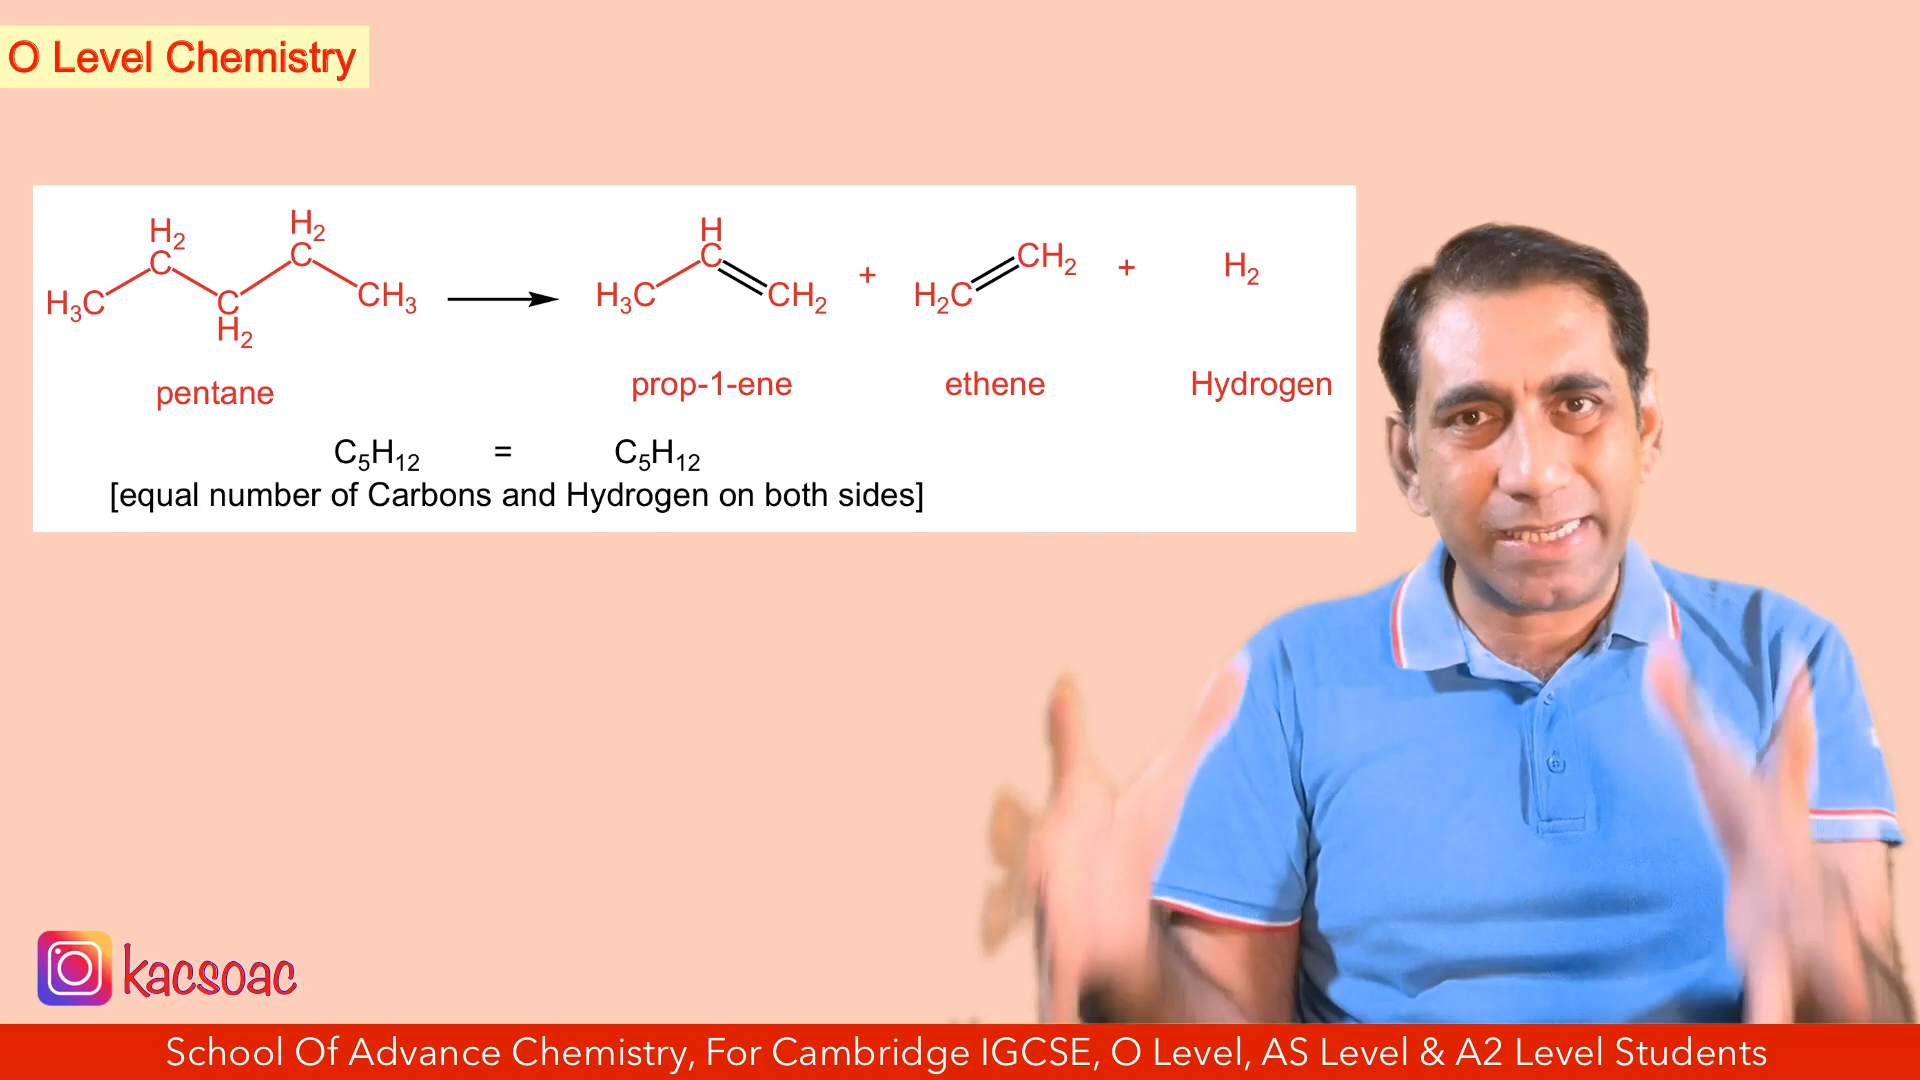 O Level Chemistry
H₂ H₂ H
C C C CH₂
H₃C C CH₃ H₃C CH₂ + H₂C + H₂
H₂
pentane prop-1-ene ethene Hydrogen
C₅H₁₂ = C₅H₁₂
[equal number of Carbons and Hydrogen on both sides]
kacsoac
School Of Advance Chemistry, For Cambridge IGCSE, O Level, AS Level & A2 Level Students